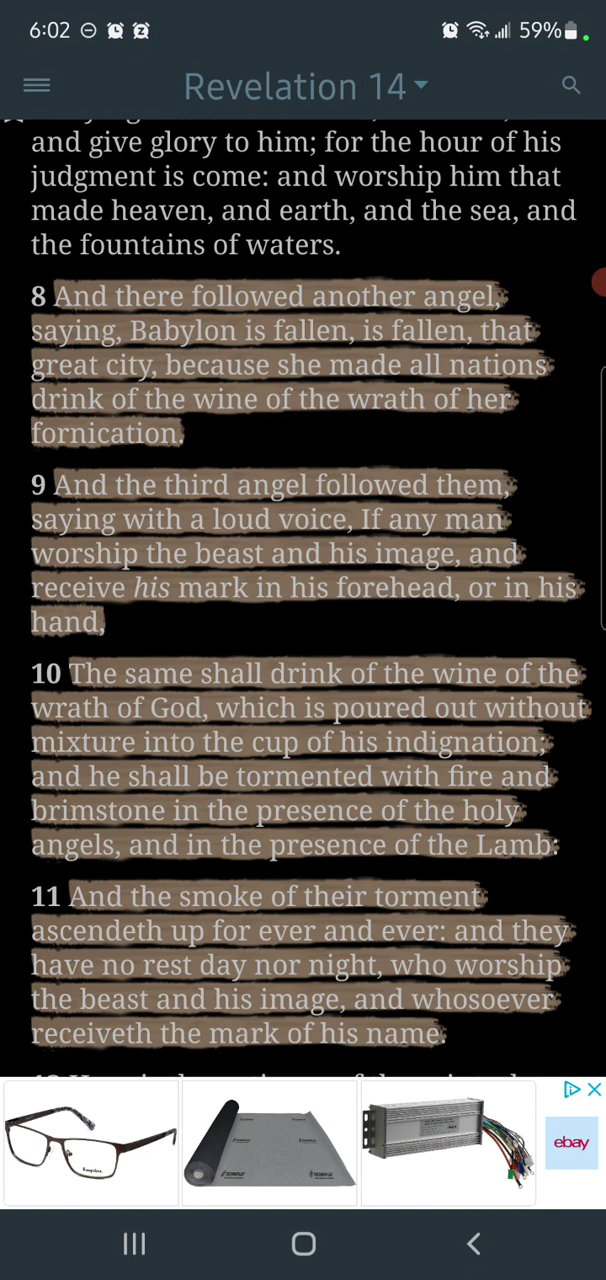 6:02
59%
Revelation 14
and give glory to him; for the hour of his
judgment is come: and worship him that
made heaven, and earth, and the sea, and
the fountains of waters.
8 And there followed another angel,
saying, Babylon is fallen, is fallen, that
great city, because she made all nations
drink of the wine of the wrath of her
fornication.
9 And the third angel followed them,
saying with a loud voice, If any man
worship the beast and his image, and
receive his mark in his forehead, or in his
hand,
10 The same shall drink of the wine of the
wrath of God, which is poured out without
mixture into the cup of his indignation;
and he shall be tormented with fire and
brimstone in the presence of the holy
angels, and in the presence of the Lamb:
11 And the smoke of their torment
ascendeth up for ever and ever: and they
have no rest day nor night, who worship
the beast and his image, and whosoever
receiveth the mark of his name.
ebay